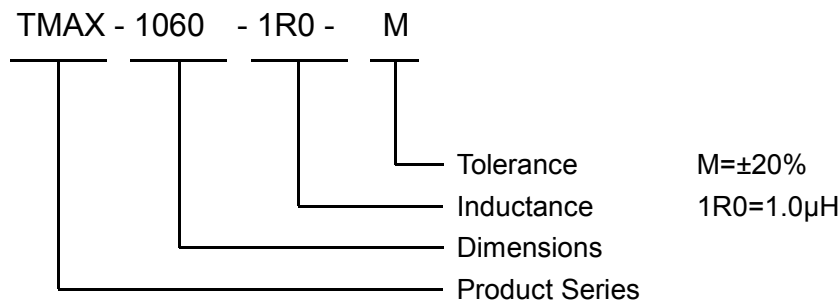 TMAX - 1060 - 1R0 - M
Tolerance M=±20%
Inductance 1R0=1.0µH
Dimensions
Product Series